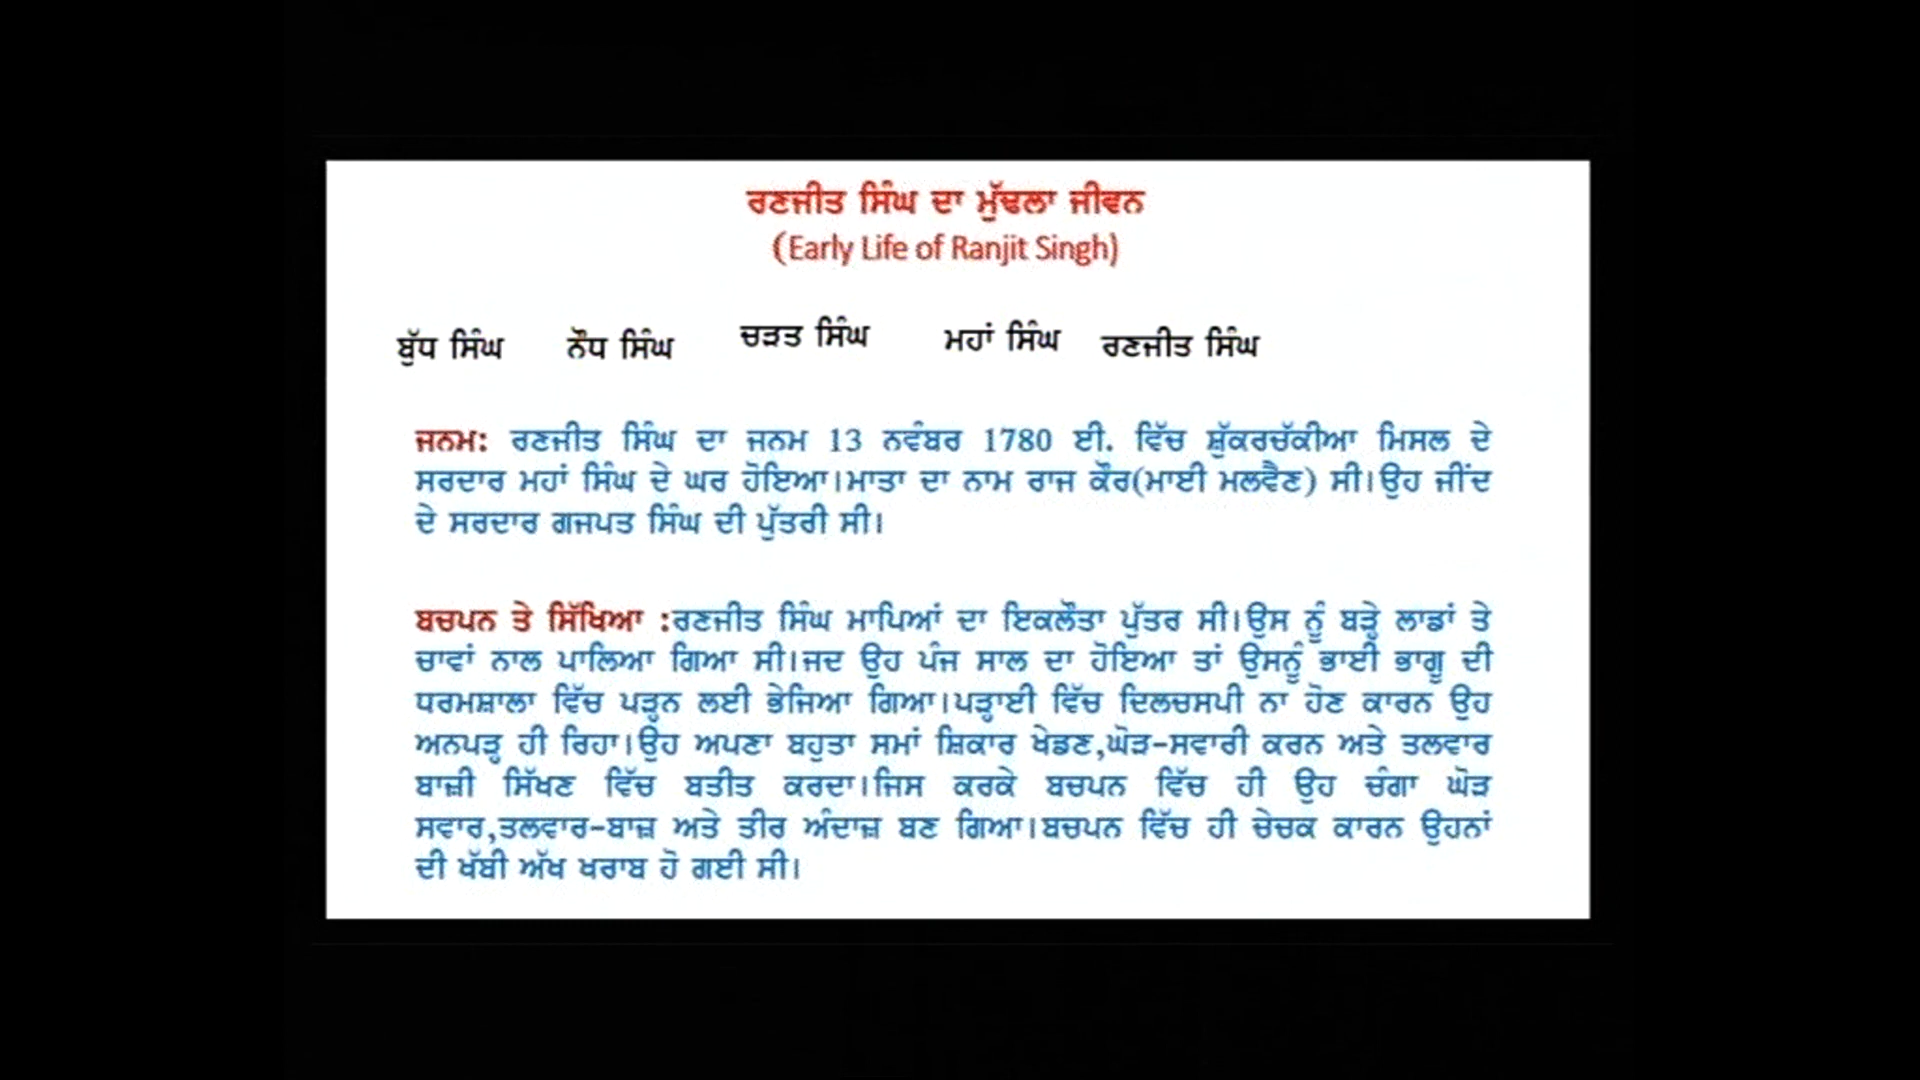 ਰਣਜੀਤ ਸਿੰਘ ਦਾ ਮੁੱਢਲਾ ਜੀਵਨ
(Early Life of Ranjit Singh)
ਬੁੱਧ ਸਿੰਘ ਨੌਧ ਸਿੰਘ ਚੜਤ ਸਿੰਘ ਮਹਾਂ ਸਿੰਘ ਰਣਜੀਤ ਸਿੰਘ
ਜਨਮ: ਰਣਜੀਤ ਸਿੰਘ ਦਾ ਜਨਮ 13 ਨਵੰਬਰ 1780 ਈ. ਵਿੱਚ ਸ਼ੁੱਕਰਚੱਕੀਆ ਮਿਸਲ ਦੇ
ਸਰਦਾਰ ਮਹਾਂ ਸਿੰਘ ਦੇ ਘਰ ਹੋਇਆ।ਮਾਤਾ ਦਾ ਨਾਮ ਰਾਜ ਕੌਰ(ਮਾਈ ਮਲਵੈਣ) ਸੀ।ਉਹ ਜੀਂਦ
ਦੇ ਸਰਦਾਰ ਗਜਪਤ ਸਿੰਘ ਦੀ ਪੁੱਤਰੀ ਸੀ।
ਬਚਪਨ ਤੇ ਸਿੱਖਿਆ :ਰਣਜੀਤ ਸਿੰਘ ਮਾਪਿਆਂ ਦਾ ਇਕਲੌਤਾ ਪੁੱਤਰ ਸੀ।ਉਸ ਨੂੰ ਬੜ੍ਹੇ ਲਾਡਾਂ ਤੇ
ਚਾਵਾਂ ਨਾਲ ਪਾਲਿਆ ਗਿਆ ਸੀ।ਜਦ ਉਹ ਪੰਜ ਸਾਲ ਦਾ ਹੋਇਆ ਤਾਂ ਉਸਨੂੰ ਭਾਈ ਭਾਗੂ ਦੀ
ਧਰਮਸ਼ਾਲਾ ਵਿੱਚ ਪੜ੍ਹਨ ਲਈ ਭੇਜਿਆ ਗਿਆ।ਪੜ੍ਹਾਈ ਵਿੱਚ ਦਿਲਚਸਪੀ ਨਾ ਹੋਣ ਕਾਰਨ ਉਹ
ਅਨਪੜ੍ਹ ਹੀ ਰਿਹਾ।ਉਹ ਅਪਣਾ ਬਹੁਤਾ ਸਮਾਂ ਸ਼ਿਕਾਰ ਖੇਡਣ,ਘੋੜ-ਸਵਾਰੀ ਕਰਨ ਅਤੇ ਤਲਵਾਰ
ਬਾਜ਼ੀ ਸਿੱਖਣ ਵਿੱਚ ਬਤੀਤ ਕਰਦਾ।ਜਿਸ ਕਰਕੇ ਬਚਪਨ ਵਿੱਚ ਹੀ ਉਹ ਚੰਗਾ ਘੋੜ
ਸਵਾਰ,ਤਲਵਾਰ-ਬਾਜ਼ ਅਤੇ ਤੀਰ ਅੰਦਾਜ਼ ਬਣ ਗਿਆ।ਬਚਪਨ ਵਿੱਚ ਹੀ ਚੇਚਕ ਕਾਰਨ ਉਹਨਾਂ
ਦੀ ਖੱਬੀ ਅੱਖ ਖਰਾਬ ਹੋ ਗਈ ਸੀ।